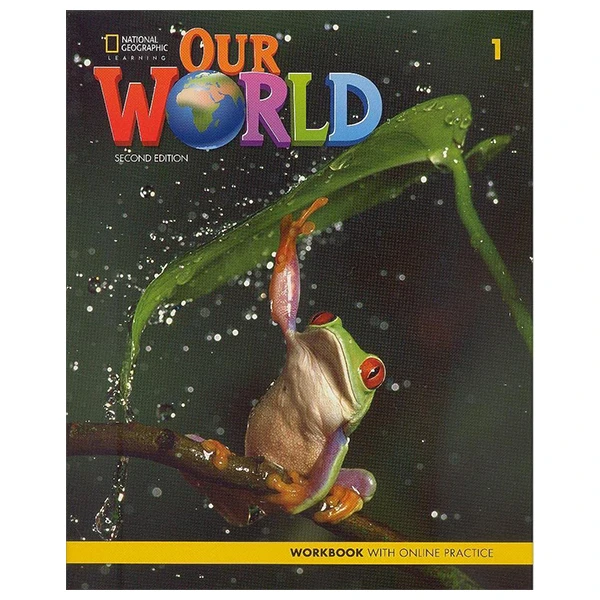 NATIONAL
GEOGRAPHIC
LEARNING
OUR
WORLD
1
SECOND EDITION
WORKBOOK WITH ONLINE PRACTICE